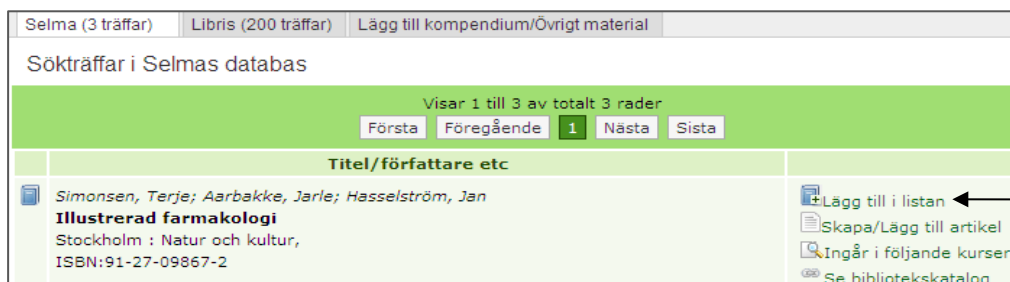 Selma (3 träffar) Libris (200 träffar) Lägg till kompendium/Övrigt material
Sökträffar i Selmas databas
Visar 1 till 3 av totalt 3 rader
Första Föregående 1 Nästa Sista
Titel/författare etc
Simonsen, Terje; Aarbakke, Jarle; Hasselström, Jan
Illustrerad farmakologi
Stockholm : Natur och kultur,
ISBN:91-27-09867-2
Lägg till i listan
Skapa/Lägg till artikel
Ingår i följande kurser
Se bibliotekskatalog